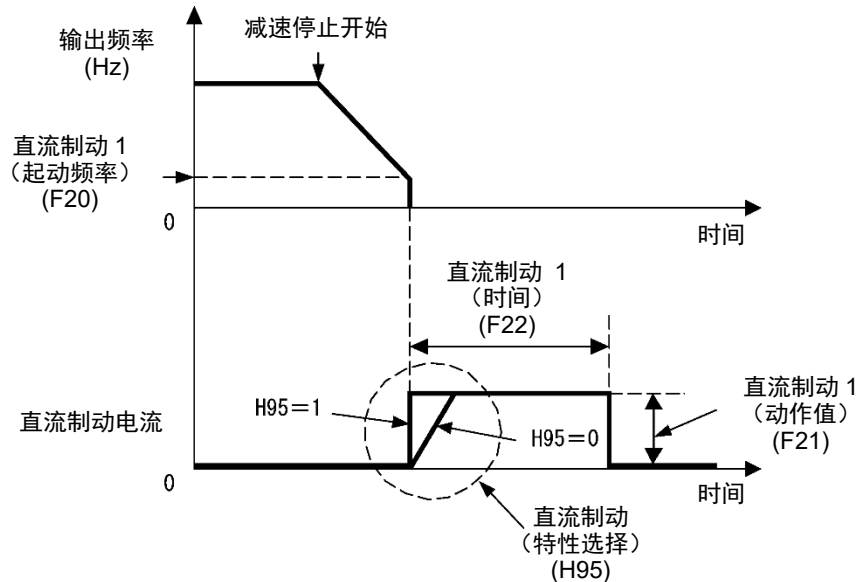 输出频率
(Hz)
减速停止开始
直流制动 1
（起动频率）
(F20)
0
时间
直流制动 1
（时间）
(F22)
H95＝1
直流制动电流
H95＝0
直流制动 1
（动作值）
(F21)
0
时间
直流制动
（特性选择）
(H95)